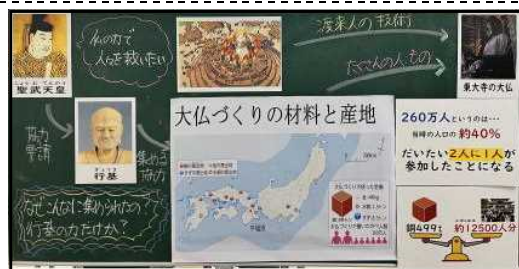 仏の力で
人々を救いたい
しょうむてんのう
聖武天皇
渡来人の技術
たくさんの人、もの
東大寺の大仏
協力
要請
ぎょうき
行基
集める
協力
なぜこんなに集められたの?
行基の力だけか?
大仏づくりの材料と産地
平城京
260万人というのは…
当時の人口の約40%
だいたい2人に1人が
参加したことになる
銅499t
約12500人分